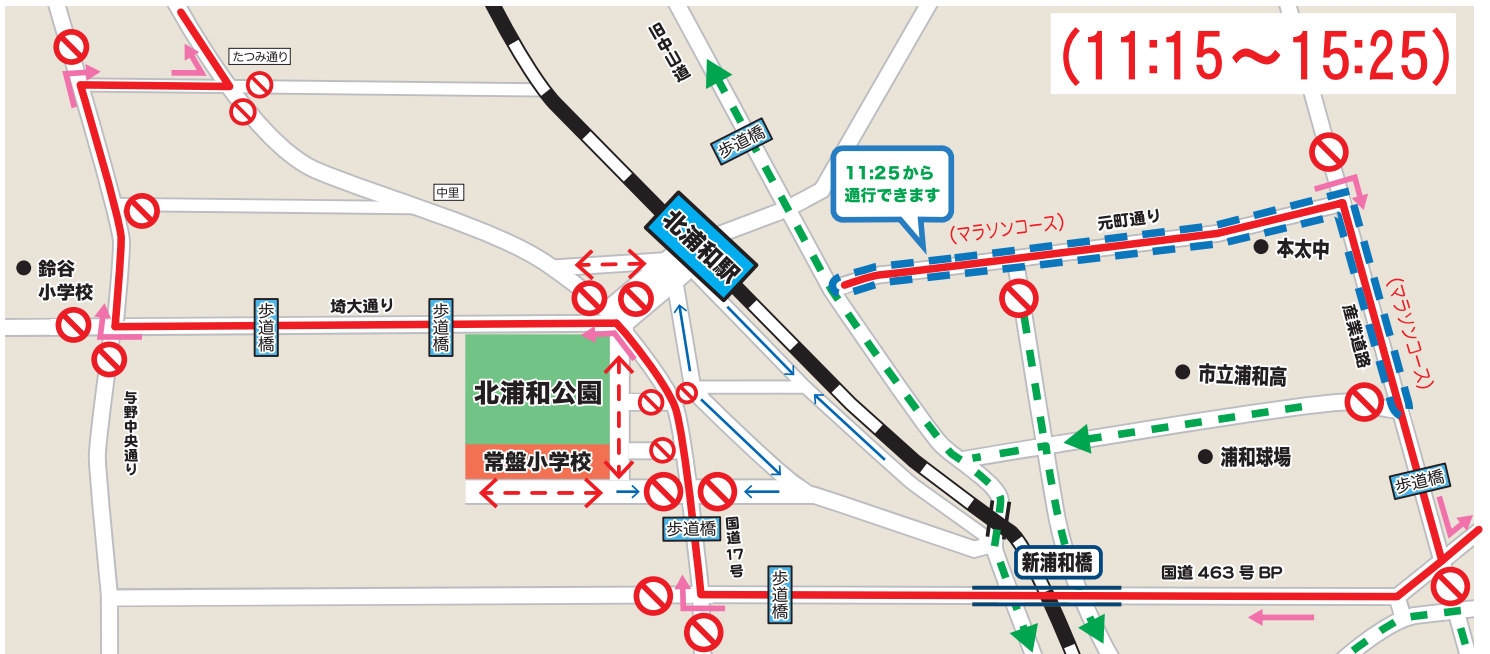 (11:15～15:25)
旧中山道
たつみ通り
歩道橋
11:25から
通行できます
中里
(マラソンコース)
元町通り
北浦和駅
本太中
鈴谷
小学校
埼大通り
歩道橋
歩道橋
(マラソンコース)
産業道路
市立浦和高
北浦和公園
与野中央通り
常盤小学校
浦和球場
歩道橋
歩道橋
国道17号
新浦和橋
国道463号BP
歩道橋